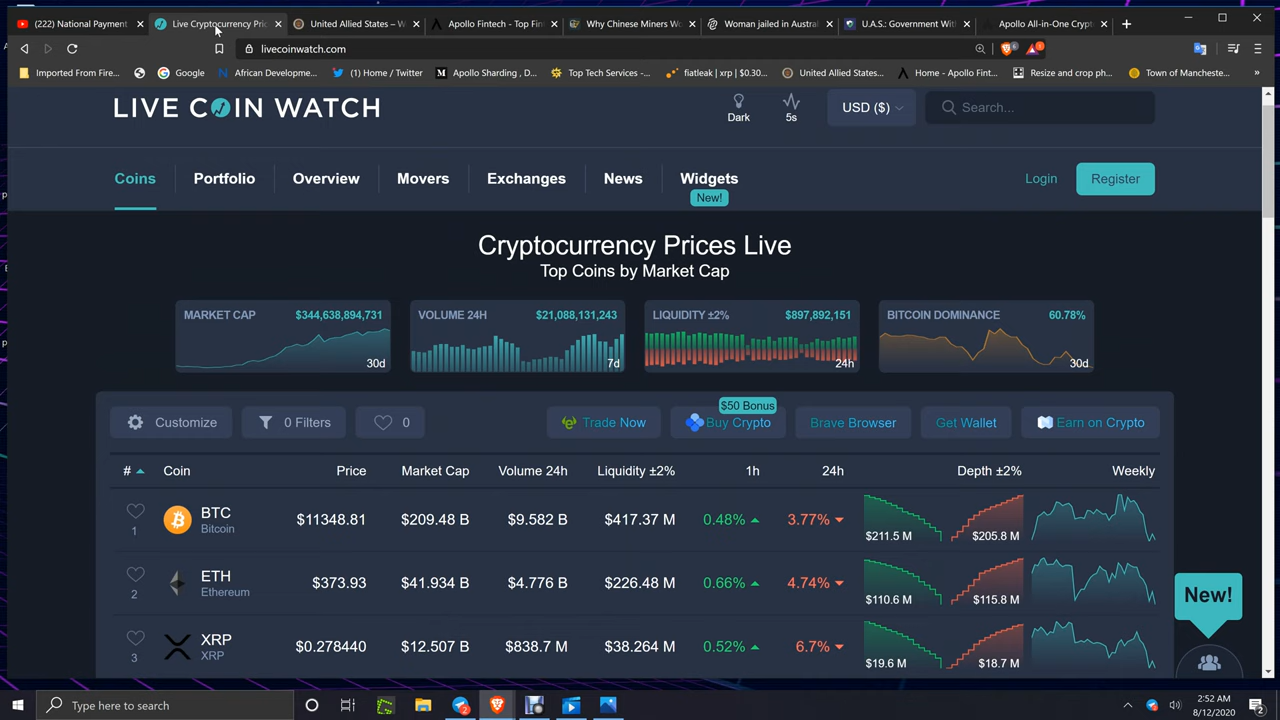 (222) National Payment
Live Cryptocurrency Pric
United Allied States – W
Apollo Fintech - Top Fin
Why Chinese Miners Wo
Woman jailed in Austral
U.A.S.: Government With
Apollo All-in-One Crypt
livecoinwatch.com
6
1
Imported From Fire...
Google
African Developme...
(1) Home / Twitter
Apollo Sharding , D...
Top Tech Services -...
fiatleak | xrp | $0.30...
United Allied States...
Home - Apollo Fint...
Resize and crop ph...
Town of Mancheste...
LIVE COIN WATCH
Dark
5s
USD ($)
Search...
Coins
Portfolio
Overview
Movers
Exchanges
News
Widgets
New!
Login
Register
Cryptocurrency Prices Live
Top Coins by Market Cap
MARKET CAP $344,638,894,731
30d
VOLUME 24H $21,088,131,243
7d
LIQUIDITY ±2% $897,892,151
24h
BITCOIN DOMINANCE 60.78%
30d
Customize
0 Filters
0
Trade Now
$50 Bonus
Buy Crypto
Brave Browser
Get Wallet
Earn on Crypto
# Coin Price Market Cap Volume 24h Liquidity ±2% 1h 24h Depth ±2% Weekly
1 BTC Bitcoin $11348.81 $209.48 B $9.582 B $417.37 M 0.48% 3.77% $211.5 M $205.8 M
2 ETH Ethereum $373.93 $41.934 B $4.776 B $226.48 M 0.66% 4.74% $110.6 M $115.8 M
3 XRP XRP $0.278440 $12.507 B $838.7 M $38.264 M 0.52% 6.7% $19.6 M $18.7 M
New!
Type here to search
2
2:52 AM
8/12/2020
2